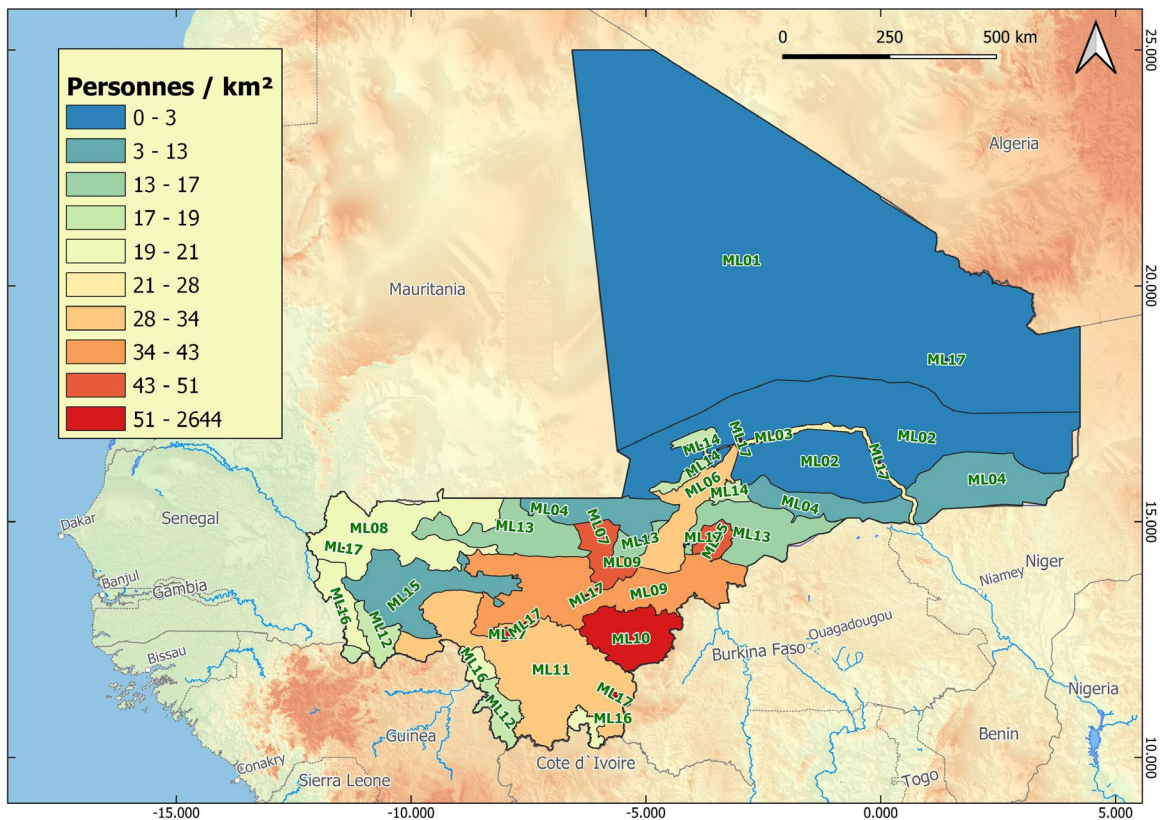 0 250 500 km
25.000
Personnes / km²
0 - 3
3 - 13
13 - 17
17 - 19
19 - 21
21 - 28
28 - 34
34 - 43
43 - 51
51 - 2644
Algeria
20.000
ML01
Mauritania
ML17
ML17
ML03
ML02
ML14
ML14
ML02
ML17
ML06
ML14
ML04
ML04
15.000
Dakar
Senegal
ML08
ML04
ML13
ML07
ML13
ML17
ML13
ML17
ML09
Niger
Niamey
Banjul
Gambia
ML15
ML16
ML12
ML17
ML09
ML17
ML10
Ouagadougou
Burkina Faso
Bissau
ML16
ML11
ML17
Nigeria
ML12
ML16
Guinea
Benin
Conakry
Cote d`Ivoire
10.000
Sierra Leone
Togo
-15.000 -10.000 -5.000 0.000 5.000